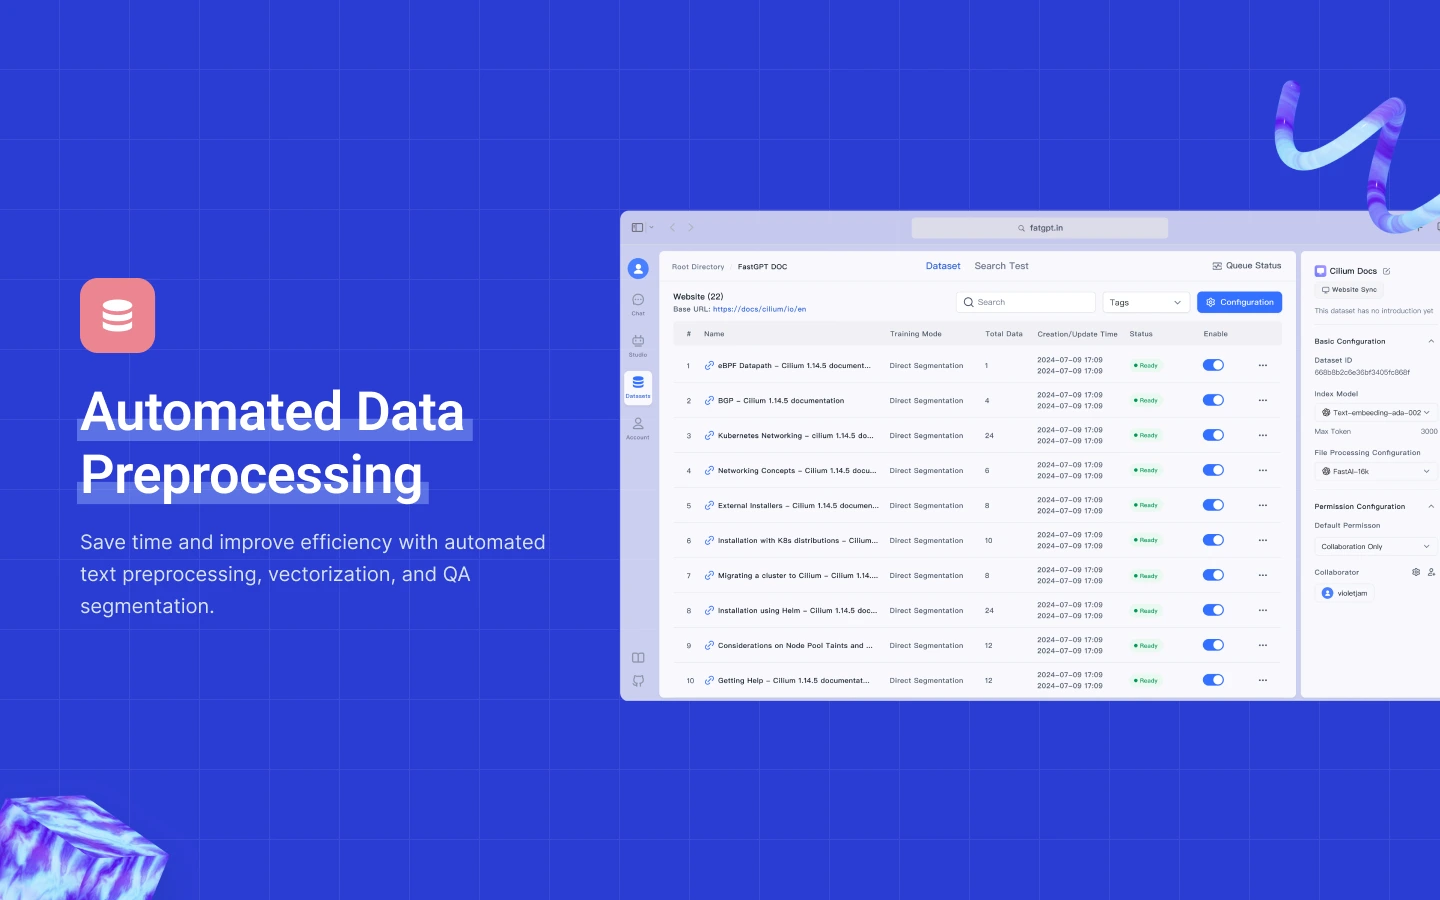 Automated Data
Preprocessing
Save time and improve efficiency with automated
text preprocessing, vectorization, and QA
segmentation.
fatgpt.in
Chat
Studio
Datasets
Account
Root Directory / FastGPT DOC
Dataset Search Test
Queue Status
Website (22)
Base URL: https://docs/cilium/io/en
Search
Tags
Configuration
# Name Training Mode Total Data Creation/Update Time Status Enable
1 eBPF Datapath – Cilium 1.14.5 document... Direct Segmentation 1 2024-07-09 17:09 Ready
2024-07-09 17:09
2 BGP – Cilium 1.14.5 documentation Direct Segmentation 4 2024-07-09 17:09 Ready
2024-07-09 17:09
3 Kubernetes Networking – cilium 1.14.5 do... Direct Segmentation 24 2024-07-09 17:09 Ready
2024-07-09 17:09
4 Networking Concepts – Cilium 1.14.5 docu... Direct Segmentation 6 2024-07-09 17:09 Ready
2024-07-09 17:09
5 External Installers – Cilium 1.14.5 documen... Direct Segmentation 8 2024-07-09 17:09 Ready
2024-07-09 17:09
6 Installation with K8s distributions – Cilium... Direct Segmentation 10 2024-07-09 17:09 Ready
2024-07-09 17:09
7 Migrating a cluster to Cilium – Cilium 1.14.... Direct Segmentation 8 2024-07-09 17:09 Ready
2024-07-09 17:09
8 Installation using Helm – Cilium 1.14.5 doc... Direct Segmentation 24 2024-07-09 17:09 Ready
2024-07-09 17:09
9 Considerations on Node Pool Taints and ... Direct Segmentation 12 2024-07-09 17:09 Ready
2024-07-09 17:09
10 Getting Help – Cilium 1.14.5 documentat... Direct Segmentation 12 2024-07-09 17:09 Ready
2024-07-09 17:09
Cilium Docs
Website Sync
This dataset has no introduction yet
Basic Configuration
Dataset ID
668b8b2c6e36bf3405fc868f
Index Model
Text-embeeding-ada-002
Max Token 3000
File Processing Configuration
FastAI-16k
Permission Configuration
Default Permisson
Collaboration Only
Collaborator
violetjam